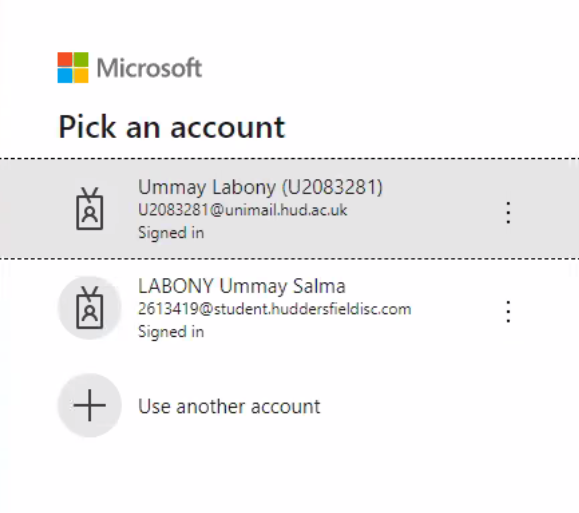 Microsoft
Pick an account
Ummay Labony (U2083281)
U2083281@unimail.hud.ac.uk
Signed in
LABONY Ummay Salma
2613419@student.huddersfieldisc.com
Signed in
Use another account